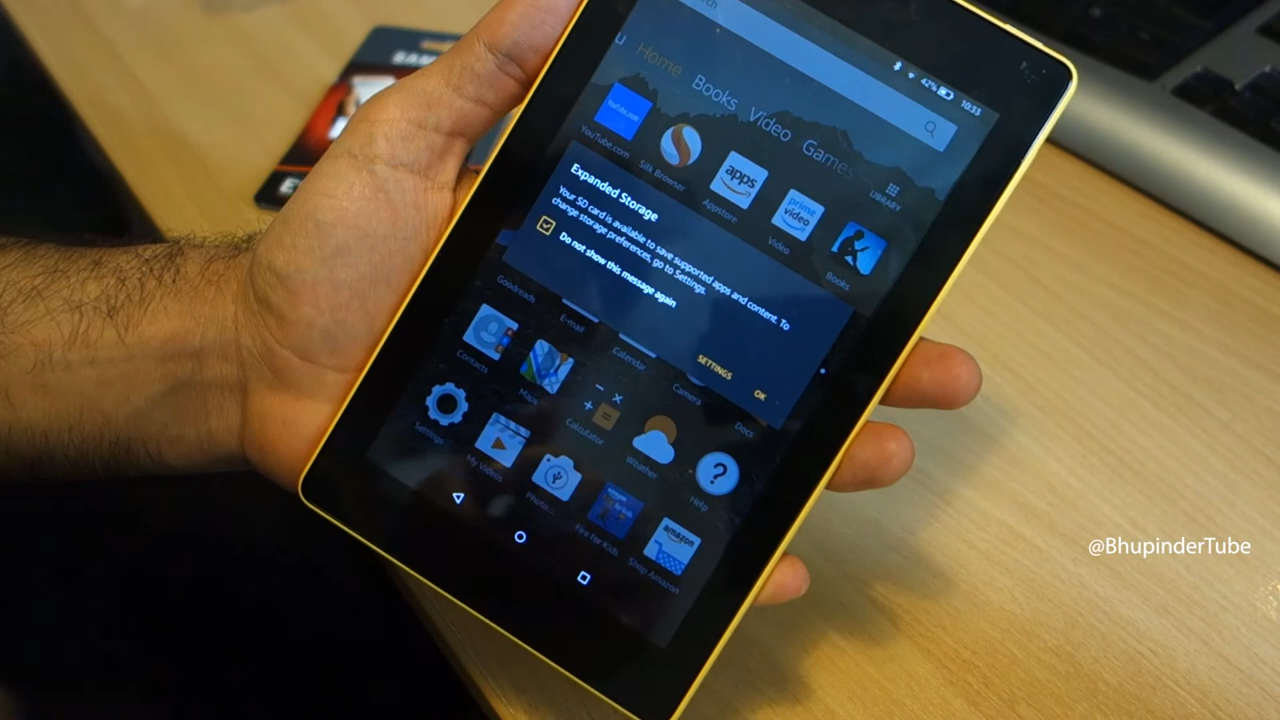 42% 10:33
Home Books Video Games
LIBRARY
YouTube.com
YouTube.com
Silk Browser
apps
Appstore
prime video
Video
Books
Expanded Storage
Your SD card is available to save supported apps and content. To
change storage preferences, go to Settings.
Do not show this message again
SETTINGS OK
Goodreads
E-mail
Calendar
Camera
Docs
Contacts
Maps
Calculator
Weather
?
Help
Settings
My Videos
Photo...
Fire for Kids
amazon
Shop Amazon
@BhupinderTube